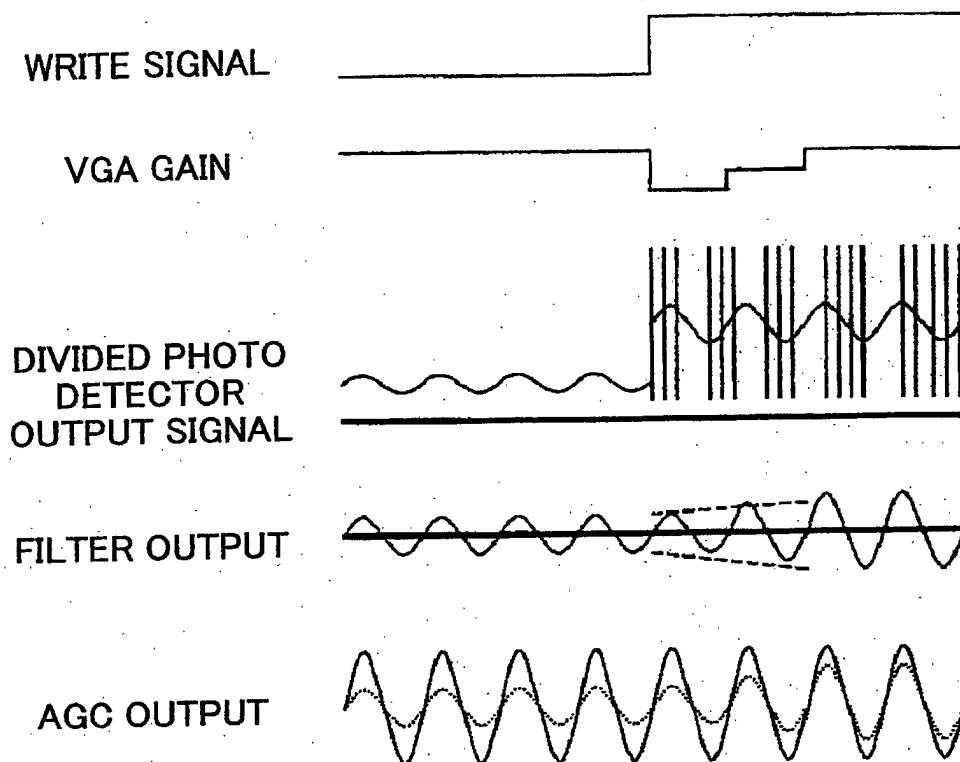 WRITE SIGNAL
VGA GAIN
DIVIDED PHOTO
DETECTOR
OUTPUT SIGNAL
FILTER OUTPUT
AGC OUTPUT